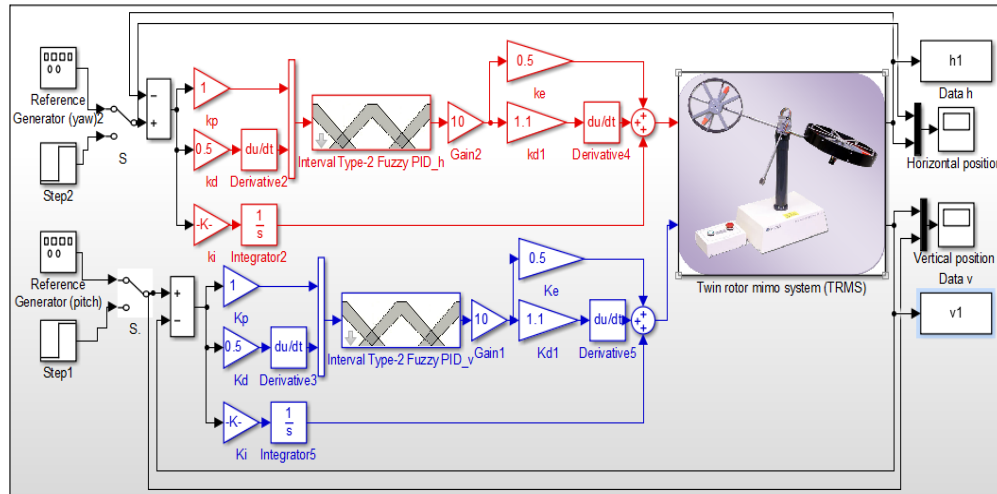 Reference
Generator (yaw)2
S
Step2
−
+
1
kp
0.5
kd
du/dt
Derivative2
-K-
ki
1
s
Integrator2
Interval Type-2 Fuzzy PID_h
10
Gain2
0.5
ke
1.1
kd1
du/dt
Derivative4
+
+
+
Twin rotor mimo system (TRMS)
h1
Data h
Horizontal position
Vertical position
Data v
v1
Reference
Generator (pitch)
S.
Step1
+
−
1
Kp
0.5
Kd
du/dt
Derivative3
-K-
Ki
1
s
Integrator5
Interval Type-2 Fuzzy PID_v
10
Gain1
0.5
Ke
1.1
Kd1
du/dt
Derivative5
+
+
+